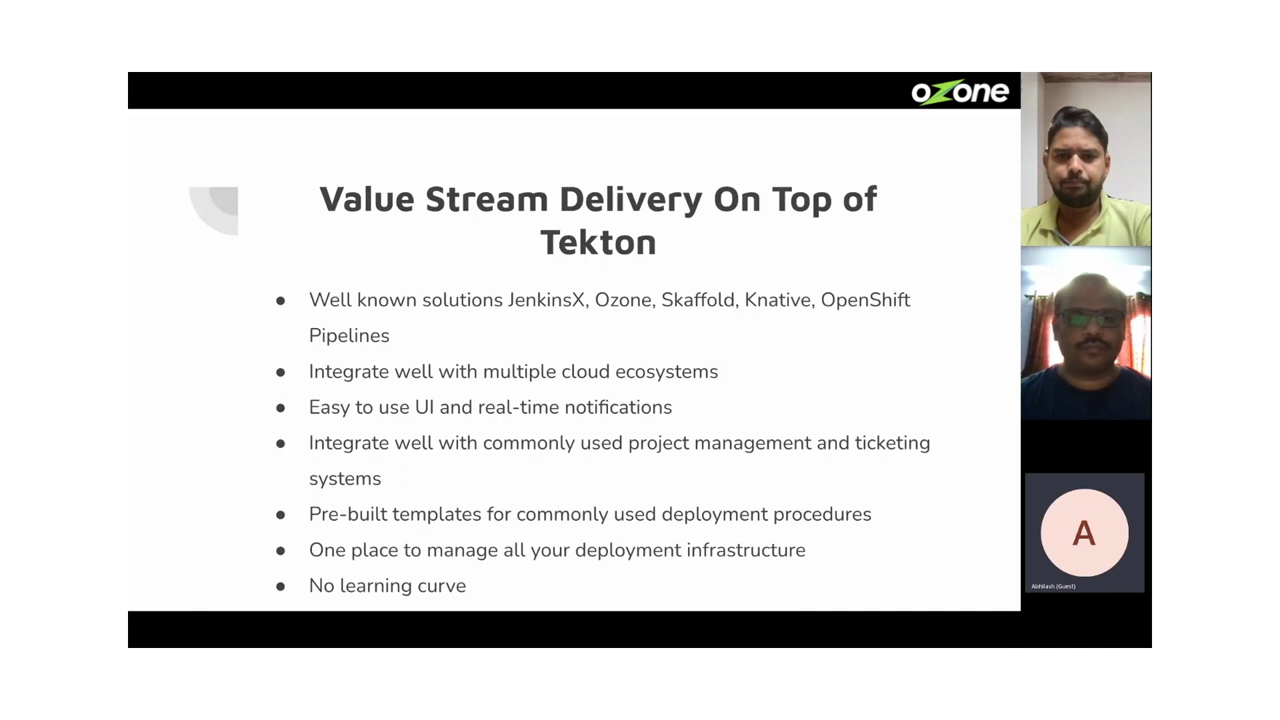 ozone
Value Stream Delivery On Top of
Tekton
● Well known solutions JenkinsX, Ozone, Skaffold, Knative, OpenShift
Pipelines
● Integrate well with multiple cloud ecosystems
● Easy to use UI and real-time notifications
● Integrate well with commonly used project management and ticketing
systems
● Pre-built templates for commonly used deployment procedures
● One place to manage all your deployment infrastructure
● No learning curve
A
Abhilash (Guest)